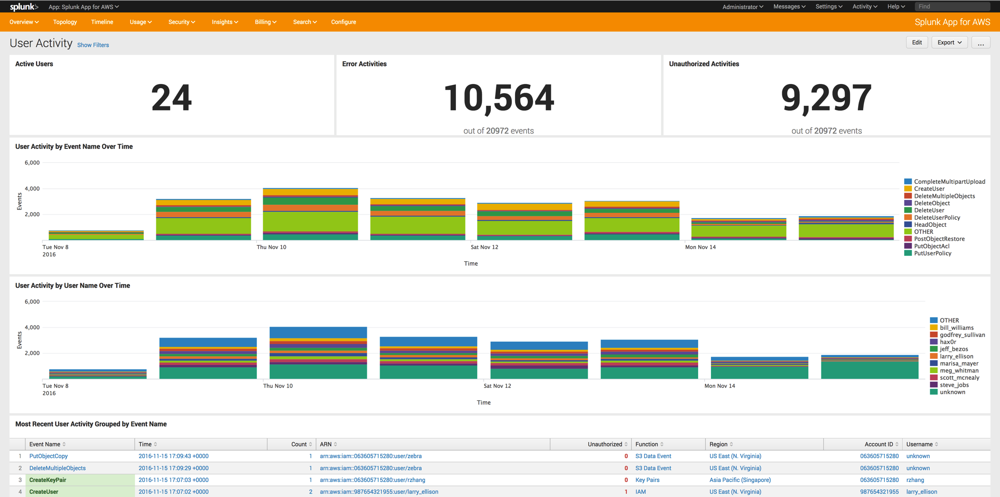 splunk> App: Splunk App for AWS Administrator Messages Settings Activity Help Find
Overview Topology Timeline Usage Security Insights Billing Search Configure Splunk App for AWS
User Activity Show Filters Edit Export ...
Active Users Error Activities Unauthorized Activities
24 10,564 9,297
out of 20972 events out of 20972 events
User Activity by Event Name Over Time
6,000
4,000
2,000
Events
Tue Nov 8 Thu Nov 10 Sat Nov 12 Mon Nov 14
2016
Time
CompleteMultipartUpload
CreateUser
DeleteMultipleObjects
DeleteObject
DeleteUser
DeleteUserPolicy
HeadObject
OTHER
PostObjectRestore
PutObjectAcl
PutUserPolicy
User Activity by User Name Over Time
6,000
4,000
2,000
Events
Tue Nov 8 Thu Nov 10 Sat Nov 12 Mon Nov 14
2016
Time
OTHER
bill_williams
godfrey_sullivan
hax0r
jeff_bezos
larry_ellison
marisa_mayer
meg_whitman
scott_mcnealy
steve_jobs
unknown
Most Recent User Activity Grouped by Event Name
Event Name Time Count ARN Unauthorized Function Region Account ID Username
1 PutObjectCopy 2016-11-15 17:09:43 +0000 1 arn:aws:iam::063605715280:user/zebra 0 S3 Data Event US East (N. Virginia) 063605715280 unknown
2 DeleteMultipleObjects 2016-11-15 17:09:29 +0000 1 arn:aws:iam::063605715280:user/zebra 0 S3 Data Event US East (N. Virginia) 063605715280 unknown
3 CreateKeyPair 2016-11-15 17:07:03 +0000 1 arn:aws:iam::063605715280:user/rzhang 0 Key Pairs Asia Pacific (Singapore) 063605715280 rzhang
4 CreateUser 2016-11-15 17:07:02 +0000 2 arn:aws:iam::987654321955:user/larry_ellison 1 IAM US East (N. Virginia) 987654321955 larry_ellison